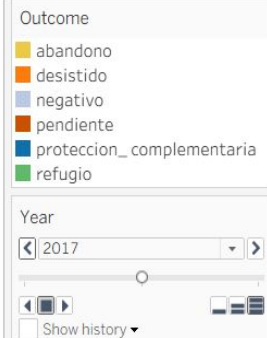 Outcome
abandono
desistido
negativo
pendiente
proteccion_ complementaria
refugio
Year
2017
Show history